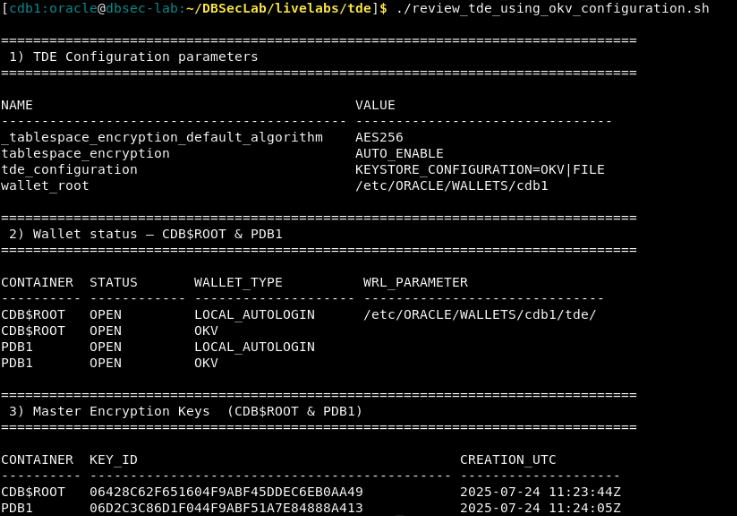 [cdb1:oracle@dbsec-lab:~/DBSecLab/livelabs/tde]$ ./review_tde_using_okv_configuration.sh
===============================================================================
1) TDE Configuration parameters
===============================================================================
NAME                                        VALUE
------------------------------------------- --------------------------------
_tablespace_encryption_default_algorithm    AES256
tablespace_encryption                       AUTO_ENABLE
tde_configuration                           KEYSTORE_CONFIGURATION=OKV|FILE
wallet_root                                 /etc/ORACLE/WALLETS/cdb1
===============================================================================
2) Wallet status – CDB$ROOT & PDB1
===============================================================================
CONTAINER  STATUS       WALLET_TYPE          WRL_PARAMETER
---------- ------------ -------------------- ------------------------------
CDB$ROOT   OPEN         LOCAL_AUTOLOGIN      /etc/ORACLE/WALLETS/cdb1/tde/
CDB$ROOT   OPEN         OKV
PDB1       OPEN         LOCAL_AUTOLOGIN
PDB1       OPEN         OKV
===============================================================================
3) Master Encryption Keys  (CDB$ROOT & PDB1)
===============================================================================
CONTAINER  KEY_ID                                        CREATION_UTC
---------- --------------------------------------------- --------------------
CDB$ROOT   06428C62F651604F9ABF45DDEC6EB0AA49            2025-07-24 11:23:44Z
PDB1       06D2C3C86D1F044F9ABF51A7E84888A413            2025-07-24 11:24:05Z